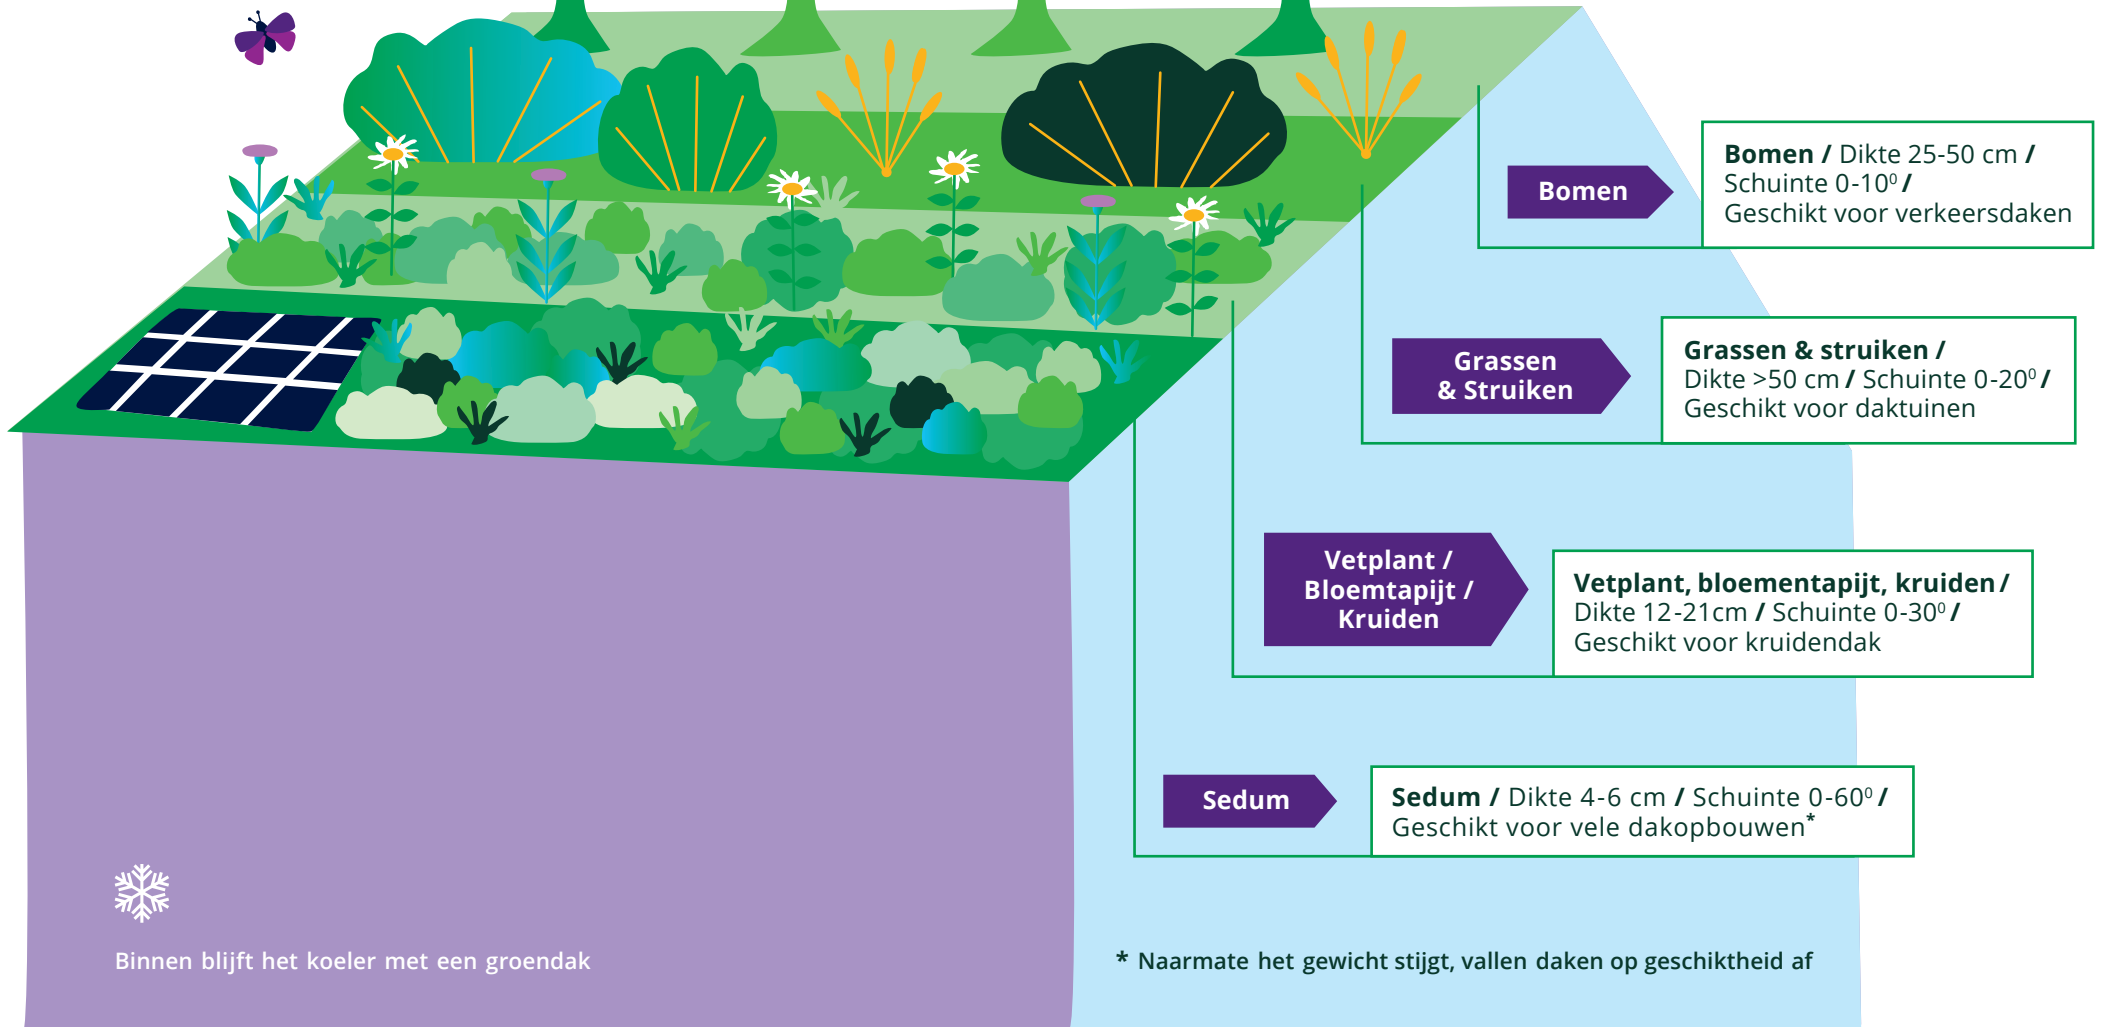 Bomen
Bomen / Dikte 25-50 cm /
Schuinte 0-10⁰ /
Geschikt voor verkeersdaken
Grassen
& Struiken
Grassen & struiken /
Dikte >50 cm / Schuinte 0-20⁰ /
Geschikt voor daktuinen
Vetplant /
Bloemtapijt /
Kruiden
Vetplant, bloementapijt, kruiden /
Dikte 12-21cm / Schuinte 0-30⁰ /
Geschikt voor kruidendak
Sedum
Sedum / Dikte 4-6 cm / Schuinte 0-60⁰ /
Geschikt voor vele dakopbouwen*
Binnen blijft het koeler met een groendak
* Naarmate het gewicht stijgt, vallen daken op geschiktheid af